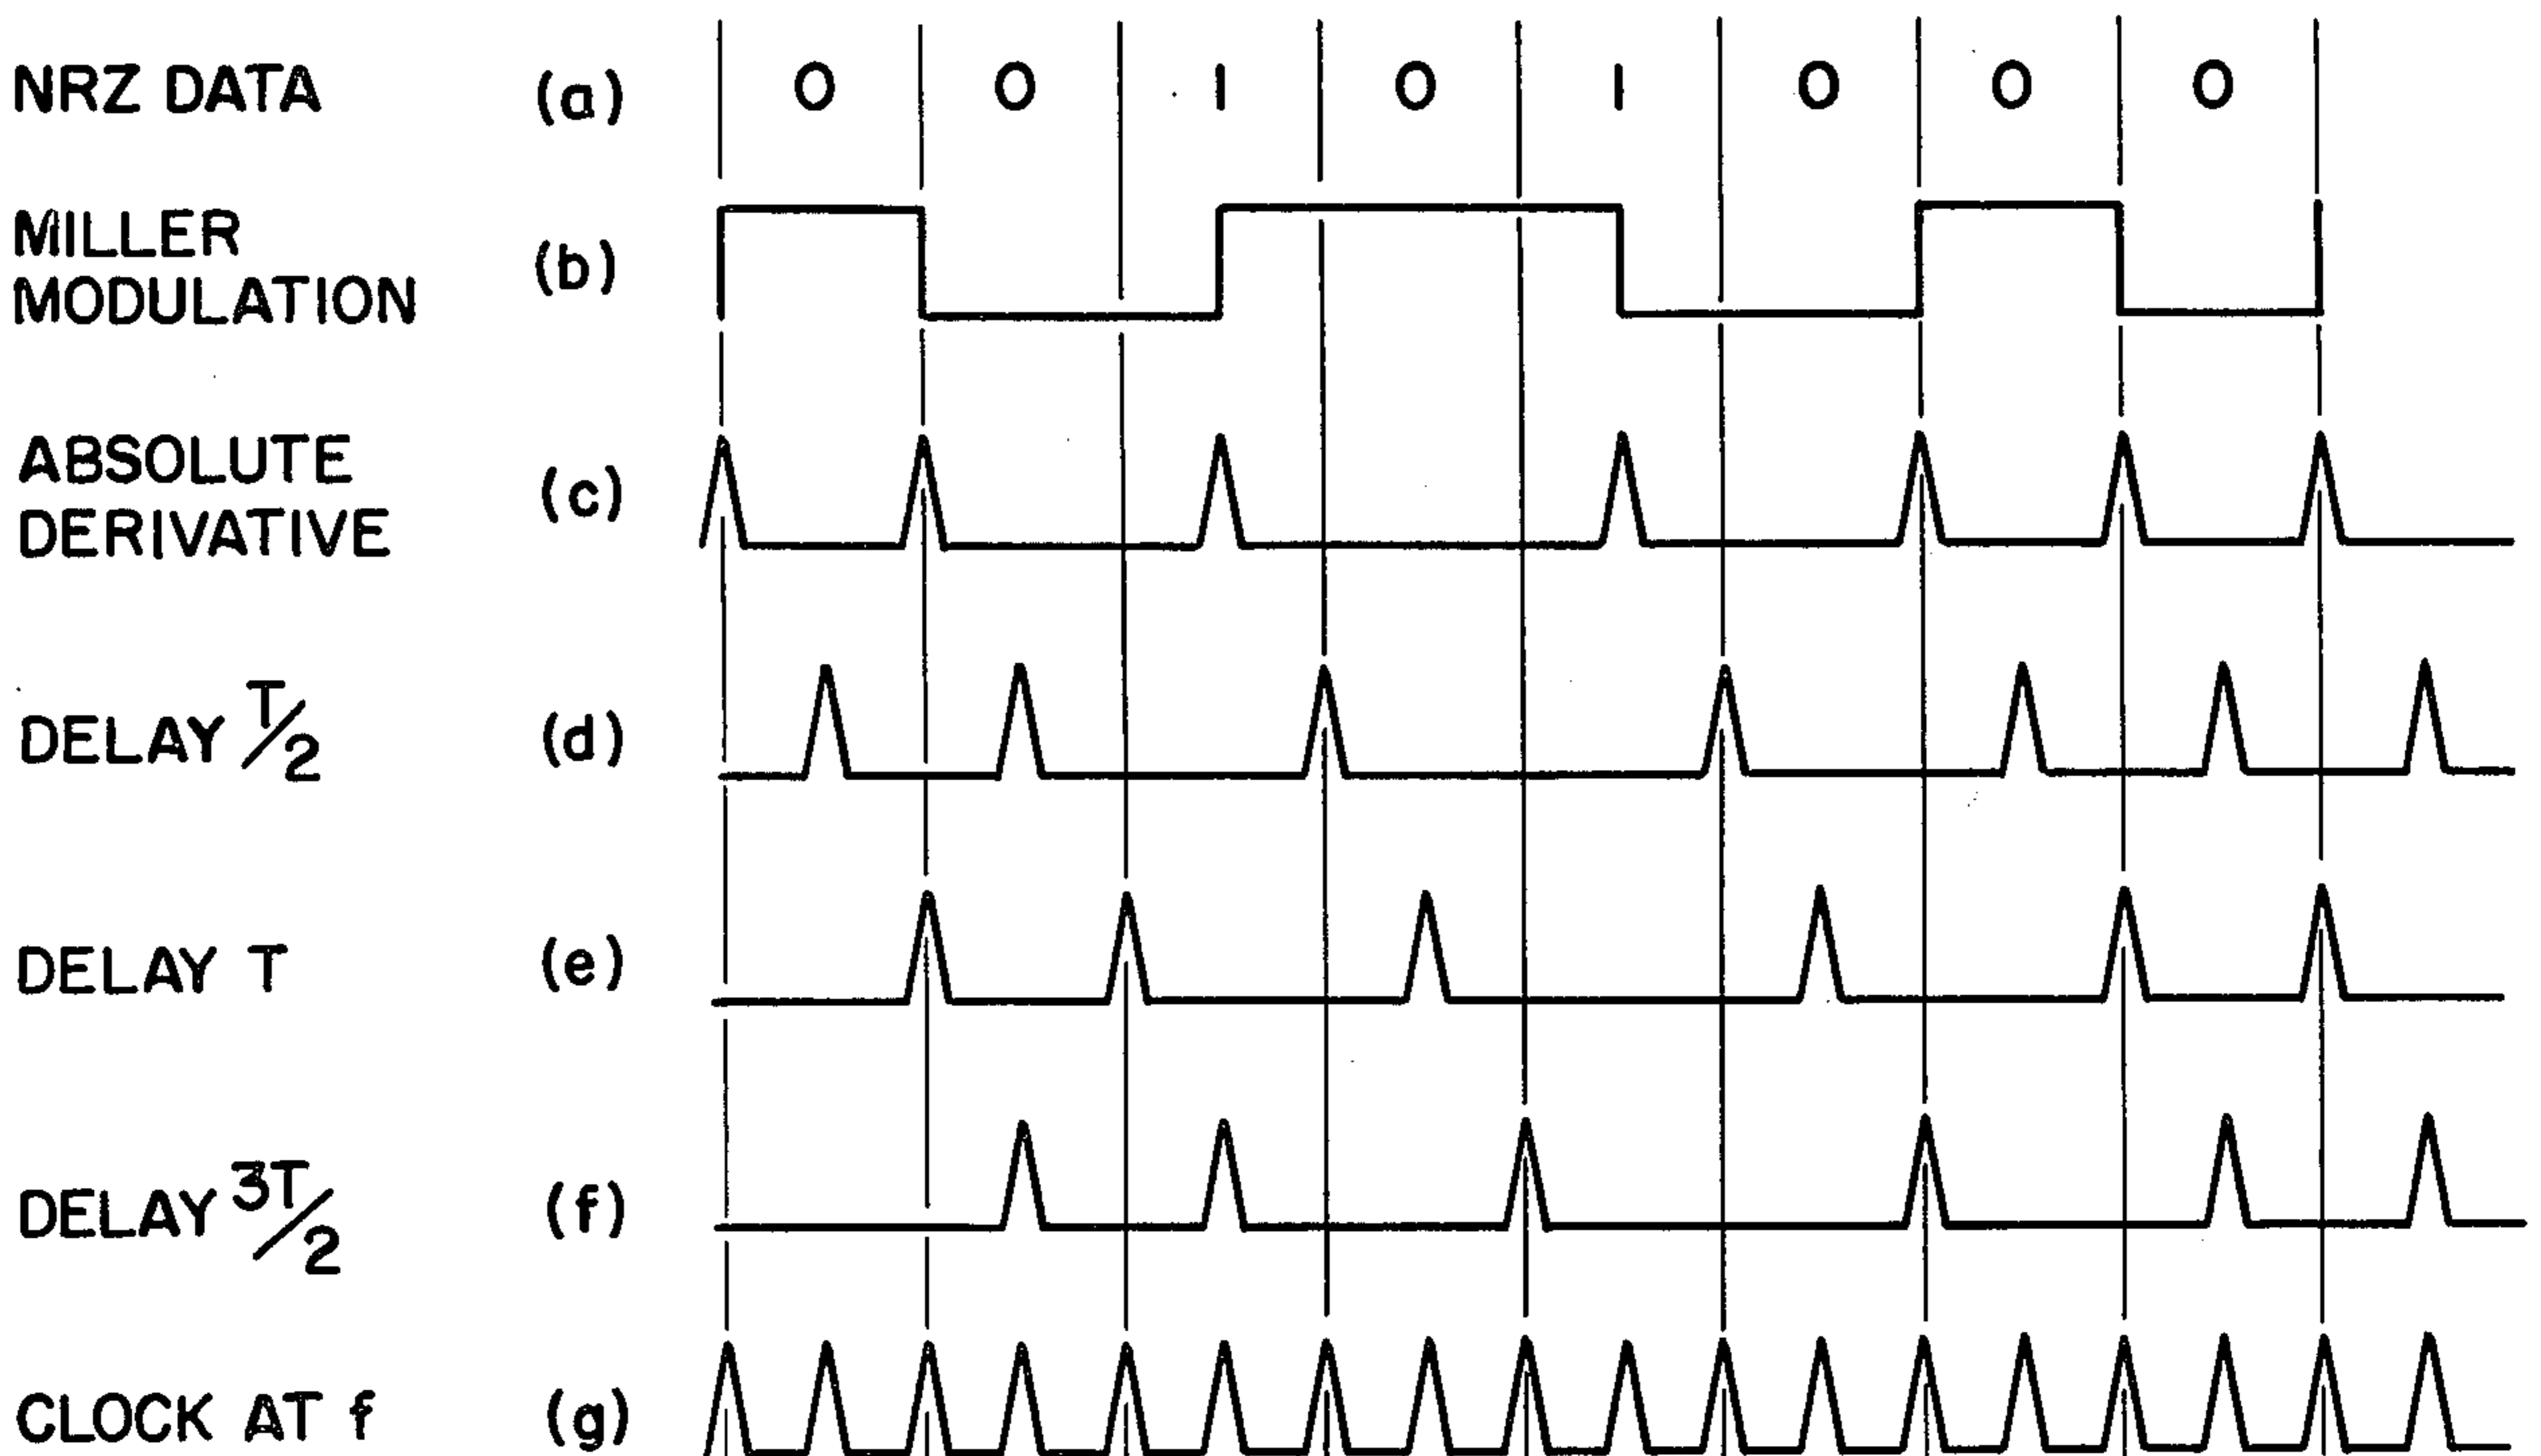 NRZ DATA (a) 0 0 1 0 1 0 0 0
MILLER
MODULATION (b)
ABSOLUTE
DERIVATIVE (c)
DELAY T/2 (d)
DELAY T (e)
DELAY 3T/2 (f)
CLOCK AT f (g)